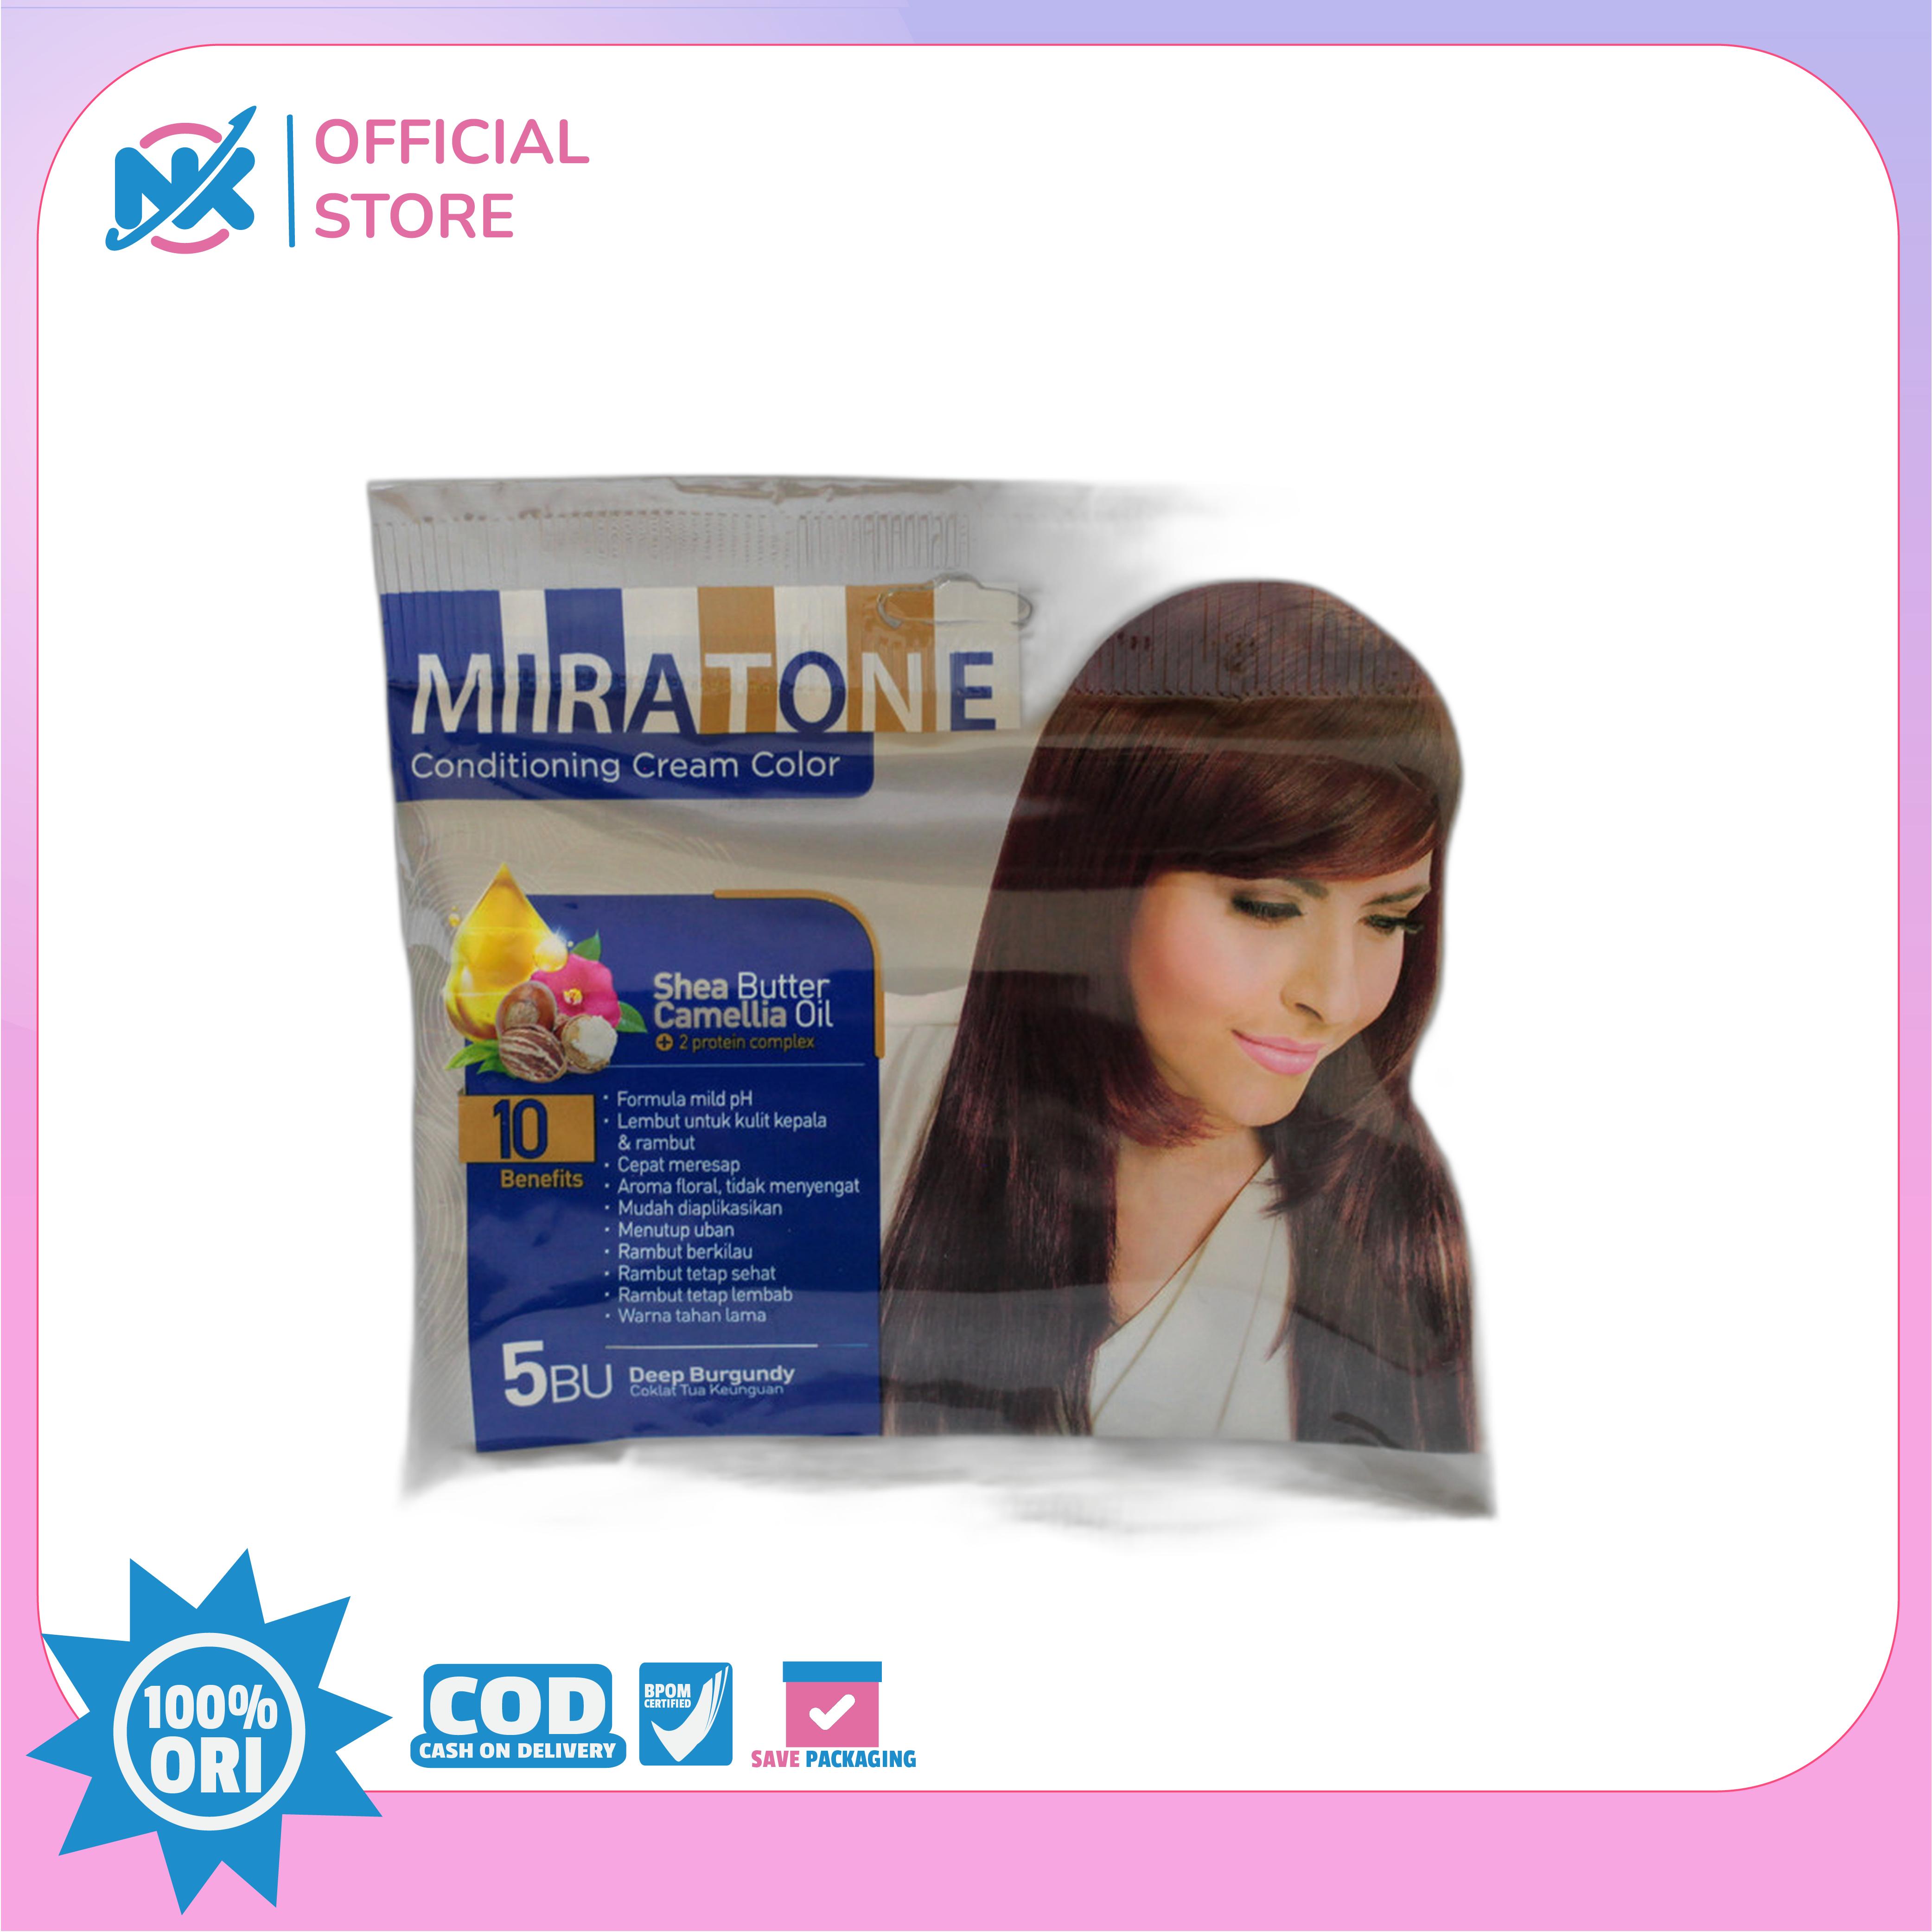 NK
OFFICIAL
STORE
MIRATONE
Conditioning Cream Color
Shea Butter
Camellia Oil
+ 2 protein complex
10
Benefits
• Formula mild pH
• Lembut untuk kulit kepala
& rambut
• Cepat meresap
• Aroma floral, tidak menyengat
• Mudah diaplikasikan
• Menutup uban
• Rambut berkilau
• Rambut tetap sehat
• Rambut tetap lembab
• Warna tahan lama
5BU Deep Burgundy
Coklat Tua Keunguan
100%
ORI
COD
CASH ON DELIVERY
BPOM
CERTIFIED
SAVE PACKAGING